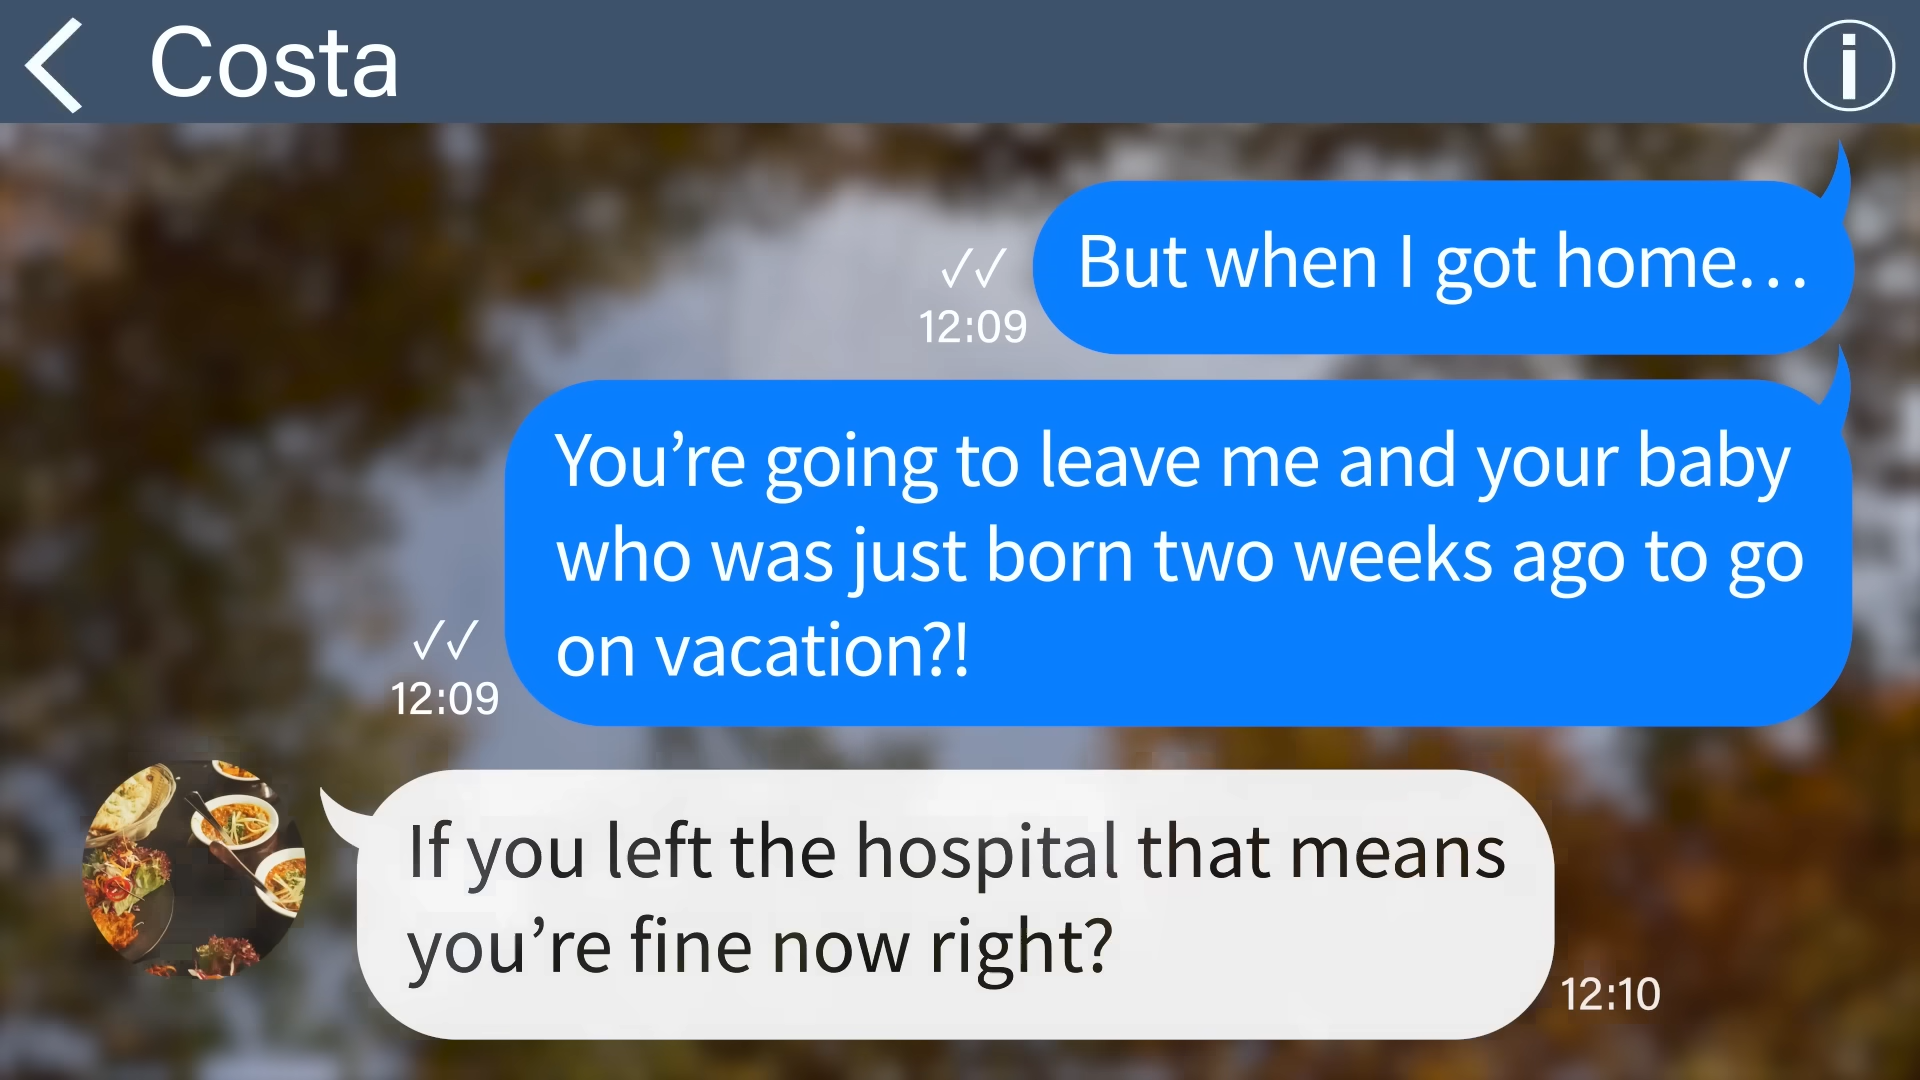 Costa
But when I got home…
12:09
You’re going to leave me and your baby
who was just born two weeks ago to go
on vacation?!
12:09
If you left the hospital that means
you’re fine now right?
12:10